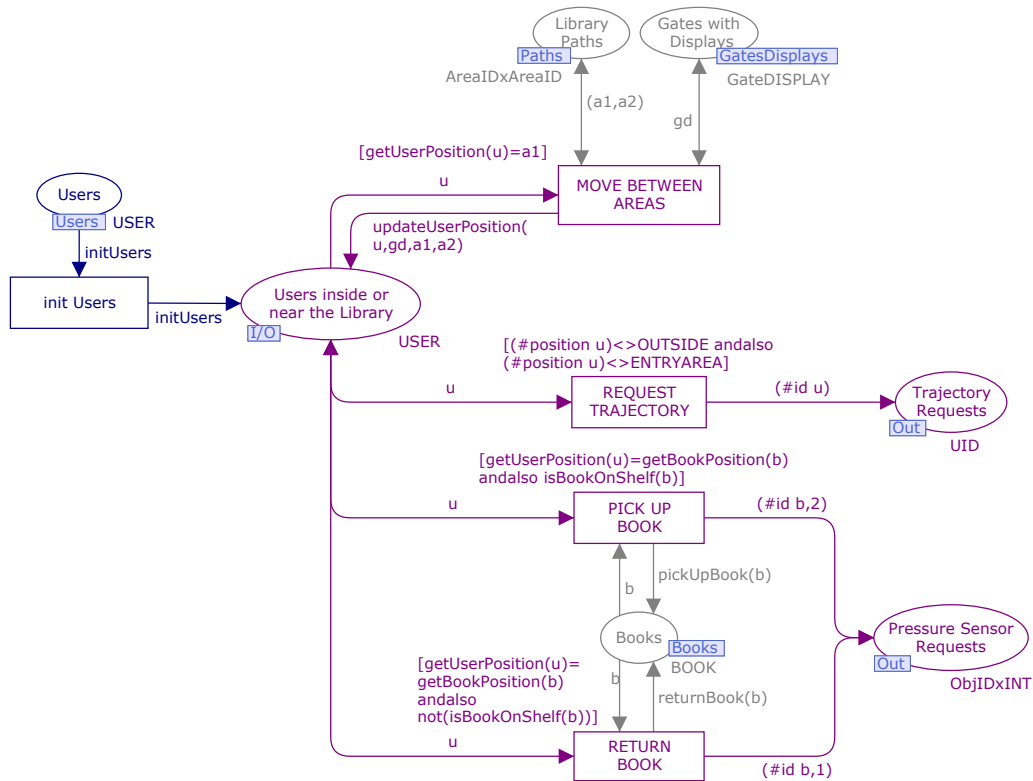 Library
Paths
Paths
AreaIDxAreaID
Gates with
Displays
GatesDisplays
GateDISPLAY
(a1,a2)
gd
[getUserPosition(u)=a1]
u
MOVE BETWEEN
AREAS
updateUserPosition(
u,gd,a1,a2)
Users
Users
USER
initUsers
init Users
initUsers
Users inside or
near the Library
I/O
USER
[(#position u)<>OUTSIDE andalso
(#position u)<>ENTRYAREA]
u
REQUEST
TRAJECTORY
(#id u)
Trajectory
Requests
Out
UID
[getUserPosition(u)=getBookPosition(b)
andalso isBookOnShelf(b)]
u
PICK UP
BOOK
(#id b,2)
b
pickUpBook(b)
Books
Books
BOOK
Pressure Sensor
Requests
Out
ObjIDxINT
[getUserPosition(u)=
getBookPosition(b)
andalso
not(isBookOnShelf(b))]
b
returnBook(b)
u
RETURN
BOOK
(#id b,1)